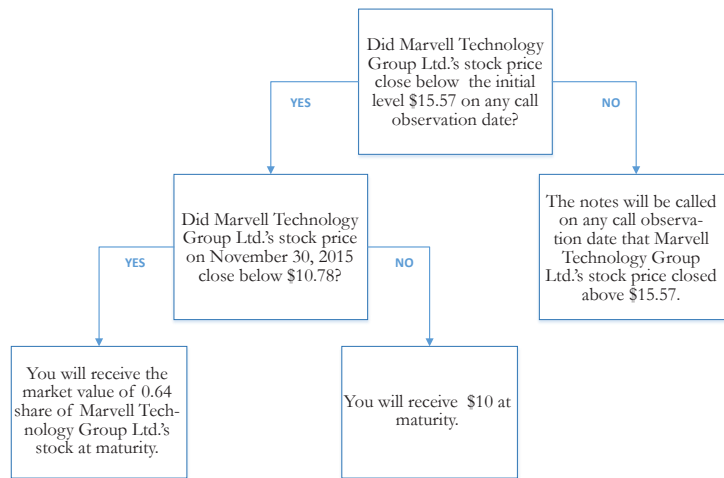 Did Marvell Technology
Group Ltd.'s stock price
close below the initial
level $15.57 on any call
observation date?
YES
NO
Did Marvell Technology
Group Ltd.'s stock price
on November 30, 2015
close below $10.78?
The notes will be called
on any call observa-
tion date that Marvell
Technology Group
Ltd.'s stock price closed
above $15.57.
YES
NO
You will receive the
market value of 0.64
share of Marvell Tech-
nology Group Ltd.'s
stock at maturity.
You will receive $10 at
maturity.